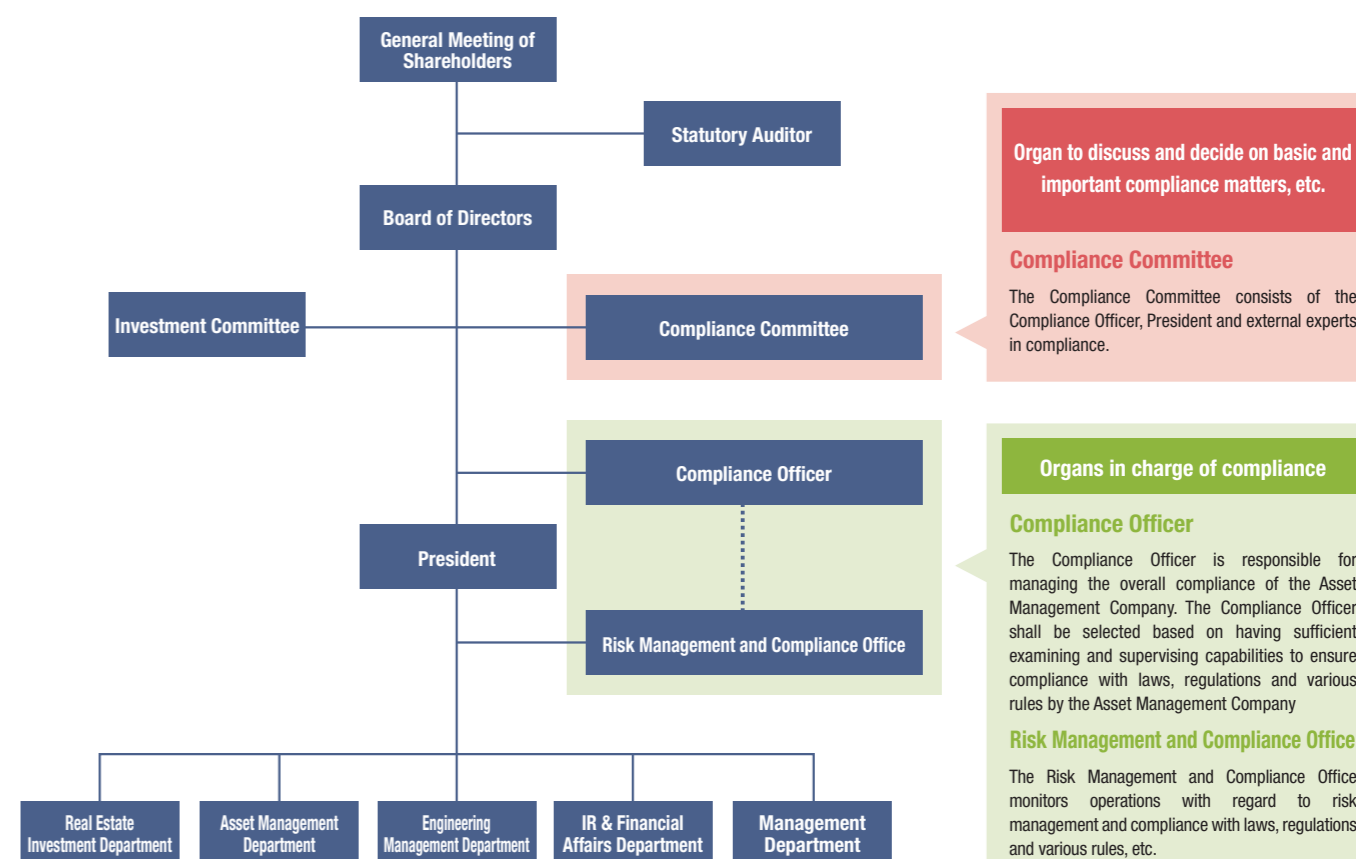 General Meeting of
Shareholders
Statutory Auditor
Board of Directors
Investment Committee
Compliance Committee
Compliance Officer
President
Risk Management and Compliance Office
Real Estate
Investment Department
Asset Management
Department
Engineering
Management Department
IR & Financial
Affairs Department
Management
Department
Organ to discuss and decide on basic and
important compliance matters, etc.
Compliance Committee
The Compliance Committee consists of the
Compliance Officer, President and external experts
in compliance.
Organs in charge of compliance
Compliance Officer
The Compliance Officer is responsible for
managing the overall compliance of the Asset
Management Company. The Compliance Officer
shall be selected based on having sufficient
examining and supervising capabilities to ensure
compliance with laws, regulations and various
rules by the Asset Management Company
Risk Management and Compliance Office
The Risk Management and Compliance Office
monitors operations with regard to risk
management and compliance with laws, regulations
and various rules, etc.